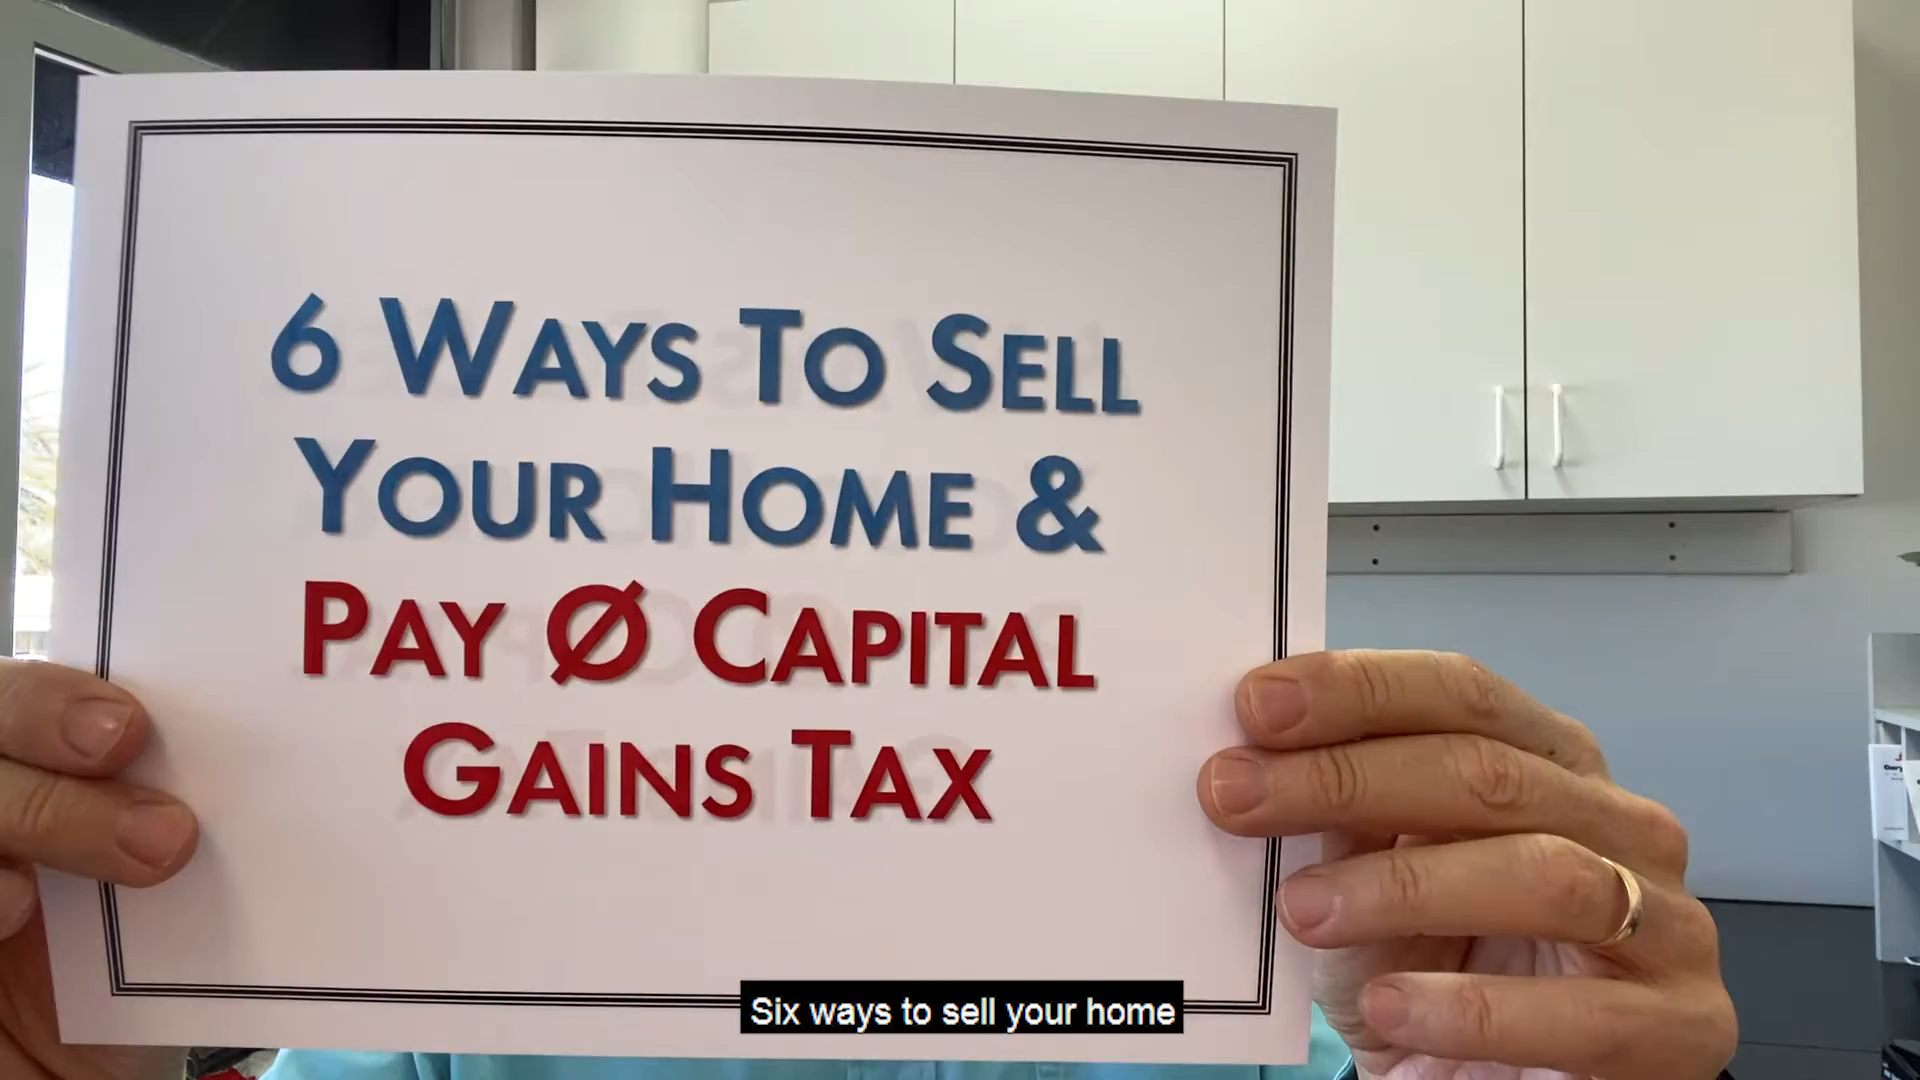 6 WAYS TO SELL
YOUR HOME &
PAY Ø CAPITAL
GAINS TAX
Six ways to sell your home